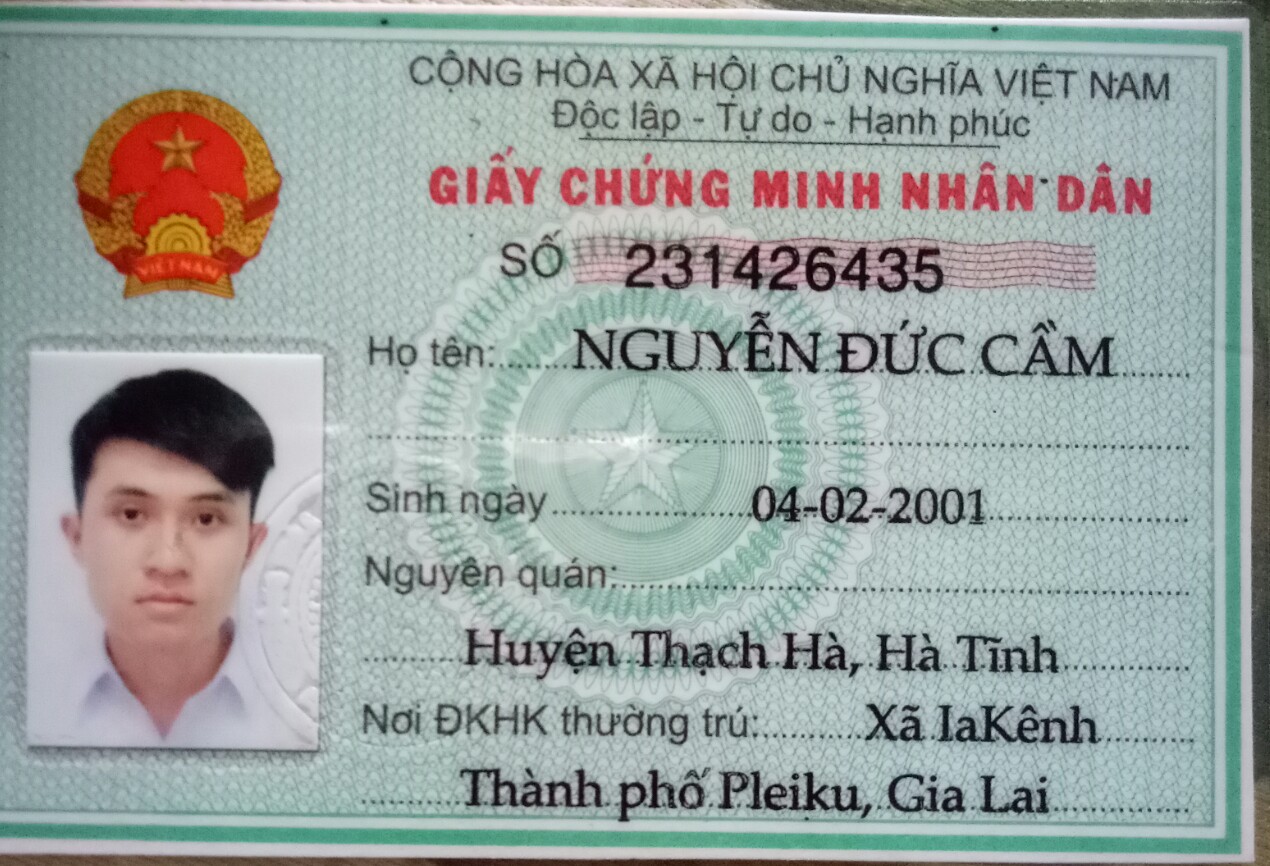 CỘNG HÒA XÃ HỘI CHỦ NGHĨA VIỆT NAM
Độc lập - Tự do - Hạnh phúc
GIẤY CHỨNG MINH NHÂN DÂN
VIỆT NAM
SỐ 231426435
Họ tên: NGUYỄN ĐỨC CẦM
Sinh ngày 04-02-2001
Nguyên quán:
Huyện Thạch Hà, Hà Tĩnh
Nơi ĐKHK thường trú: Xã IaKênh
Thành phố Pleiku, Gia Lai